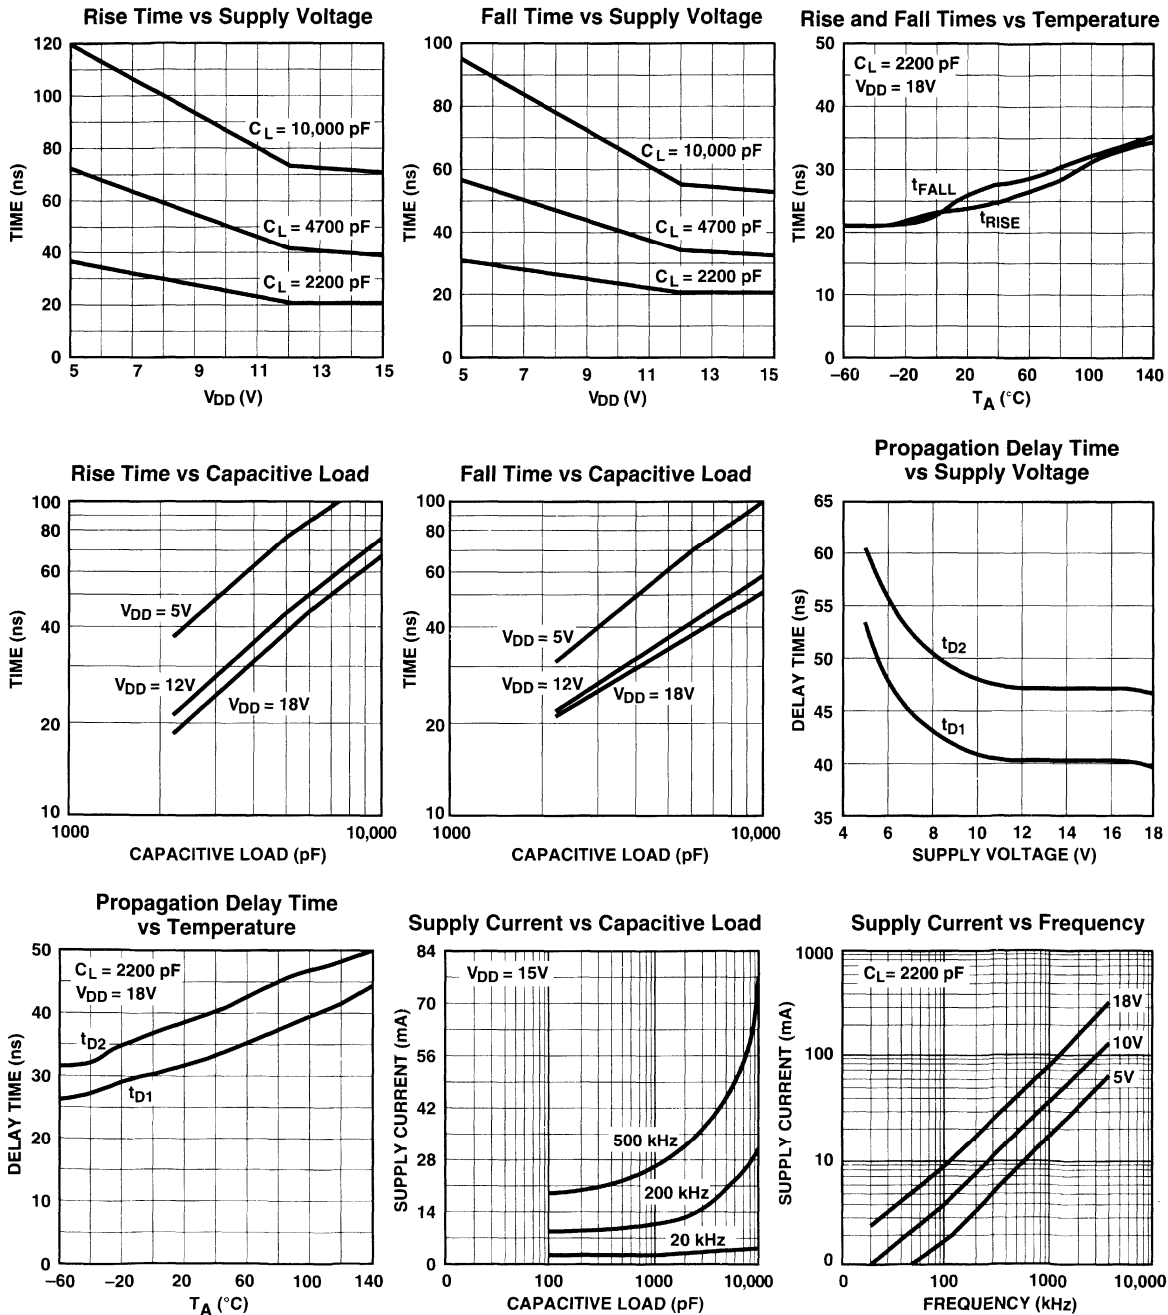 Rise Time vs Supply Voltage
120
100
80
60
40
20
0
TIME (ns)
C L = 10,000 pF
C L = 4700 pF
C L = 2200 pF
5 7 9 11 13 15
VDD (V)
Fall Time vs Supply Voltage
100
80
60
40
20
0
TIME (ns)
C L = 10,000 pF
C L = 4700 pF
C L = 2200 pF
5 7 9 11 13 15
VDD (V)
Rise and Fall Times vs Temperature
50
40
30
20
10
0
TIME (ns)
C L = 2200 pF
VDD = 18V
tFALL
tRISE
–60 –20 20 60 100 140
TA (°C)
Rise Time vs Capacitive Load
100
80
60
40
20
10
TIME (ns)
VDD = 5V
VDD = 12V
VDD = 18V
1000 10,000
CAPACITIVE LOAD (pF)
Fall Time vs Capacitive Load
100
80
60
40
20
10
TIME (ns)
VDD = 5V
VDD = 12V
VDD = 18V
1000 10,000
CAPACITIVE LOAD (pF)
Propagation Delay Time
vs Supply Voltage
65
60
55
50
45
40
35
DELAY TIME (ns)
tD2
tD1
4 6 8 10 12 14 16 18
SUPPLY VOLTAGE (V)
Propagation Delay Time
vs Temperature
50
40
30
20
10
0
DELAY TIME (ns)
C L = 2200 pF
VDD = 18V
tD2
tD1
–60 –20 20 60 100 140
TA (°C)
Supply Current vs Capacitive Load
84
70
56
42
28
14
0
SUPPLY CURRENT (mA)
VDD = 15V
500 kHz
200 kHz
20 kHz
0 100 1000 10,000
CAPACITIVE LOAD (pF)
Supply Current vs Frequency
1000
100
10
0
SUPPLY CURRENT (mA)
CL = 2200 pF
18V
10V
5V
0 100 1000 10,000
FREQUENCY (kHz)